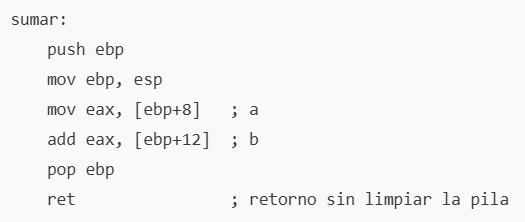 sumar:
    push ebp
    mov ebp, esp
    mov eax, [ebp+8]   ; a
    add eax, [ebp+12]  ; b
    pop ebp
    ret                ; retorno sin limpiar la pila